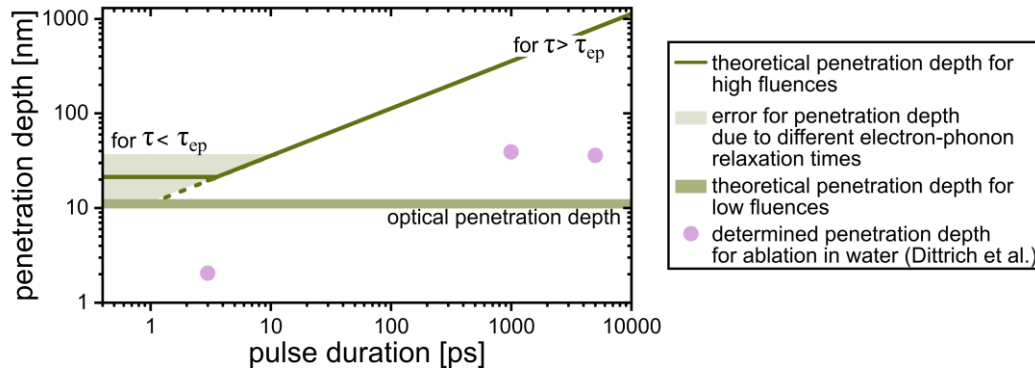 penetration depth [nm]
1000
100
10
1
for τ > τep
for τ < τep
optical penetration depth
1
10
100
1000
10000
pulse duration [ps]
theoretical penetration depth for
high fluences
error for penetration depth
due to different electron-phonon
relaxation times
theoretical penetration depth for
low fluences
determined penetration depth
for ablation in water (Dittrich et al.)